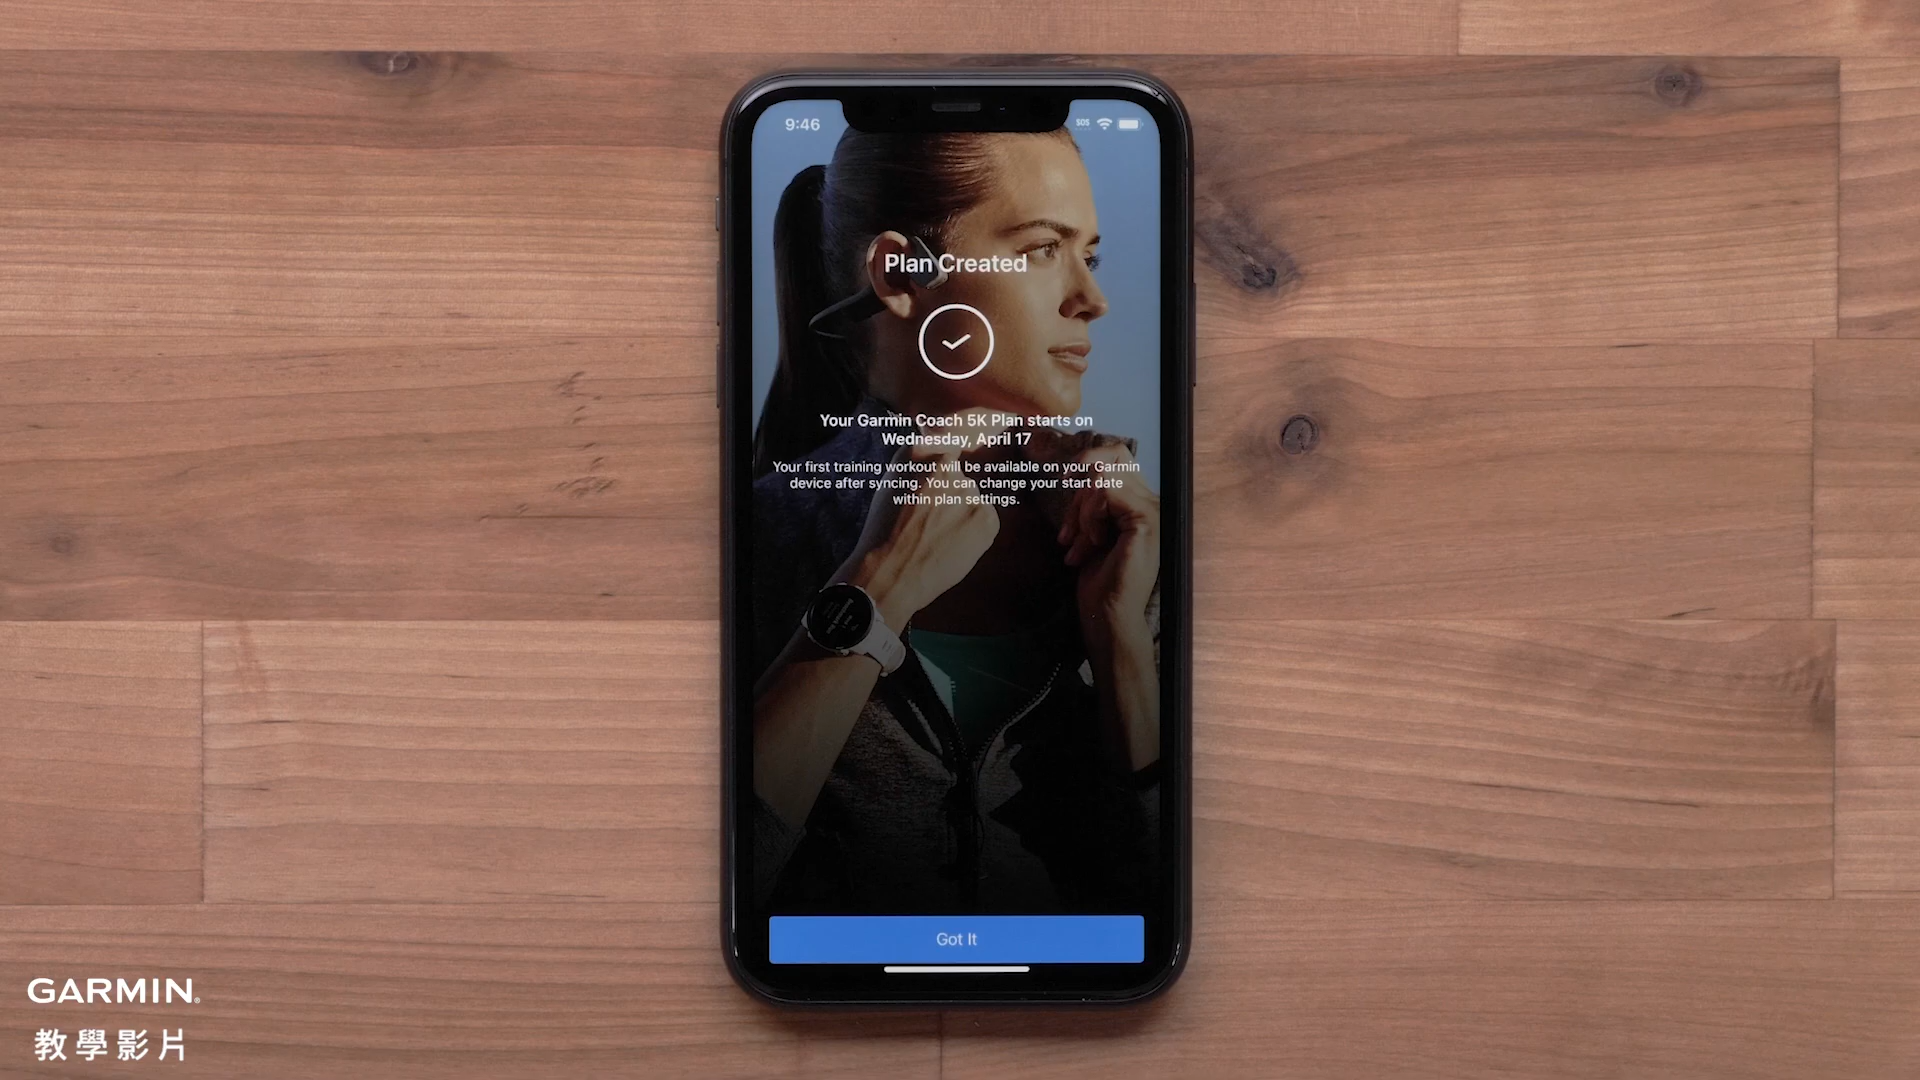 9:46
SOS
Plan Created
Your Garmin Coach 5K Plan starts on
Wednesday, April 17
Your first training workout will be available on your Garmin
device after syncing. You can change your start date
within plan settings.
Got It
GARMIN®
教學影片